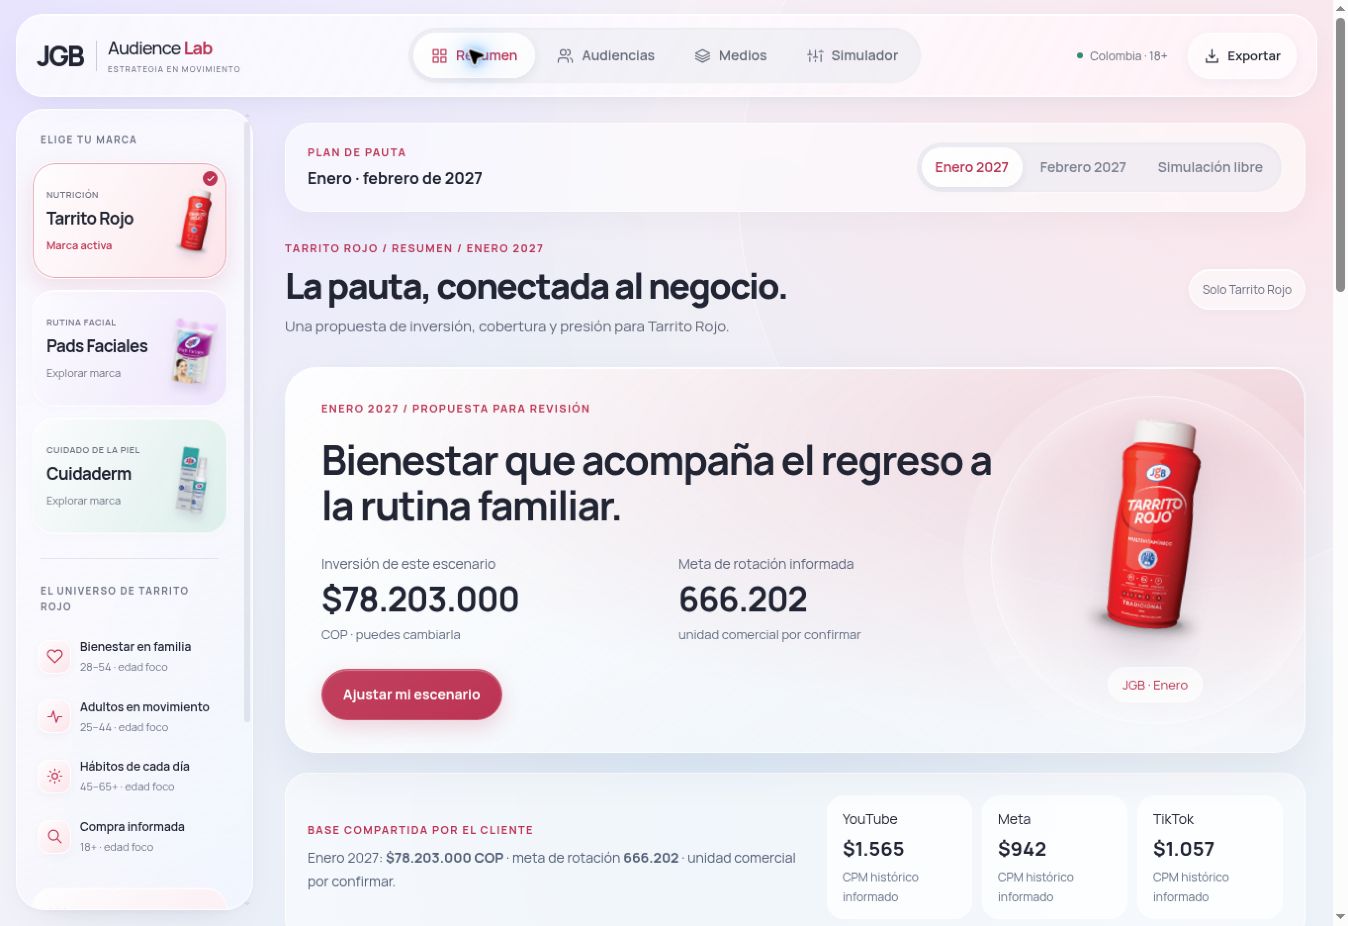 JGB
Audience Lab
ESTRATEGIA EN MOVIMIENTO
Resumen
Audiencias
Medios
Simulador
Colombia · 18+
Exportar
ELIGE TU MARCA
NUTRICIÓN
Tarrito Rojo
Marca activa
RUTINA FACIAL
Pads Faciales
Explorar marca
CUIDADO DE LA PIEL
Cuidaderm
Explorar marca
EL UNIVERSO DE TARRITO
ROJO
Bienestar en familia
28–54 · edad foco
Adultos en movimiento
25–44 · edad foco
Hábitos de cada día
45–65+ · edad foco
Compra informada
18+ · edad foco
PLAN DE PAUTA
Enero · febrero de 2027
Enero 2027
Febrero 2027
Simulación libre
TARRITO ROJO / RESUMEN / ENERO 2027
La pauta, conectada al negocio.
Una propuesta de inversión, cobertura y presión para Tarrito Rojo.
Solo Tarrito Rojo
ENERO 2027 / PROPUESTA PARA REVISIÓN
Bienestar que acompaña el regreso a
la rutina familiar.
Inversión de este escenario
$78.203.000
COP · puedes cambiarla
Meta de rotación informada
666.202
unidad comercial por confirmar
Ajustar mi escenario
JGB
TARRITO
ROJO
MULTIVITAMÍNICO
TRADICIONAL
JGB · Enero
BASE COMPARTIDA POR EL CLIENTE
Enero 2027: $78.203.000 COP · meta de rotación 666.202 · unidad comercial
por confirmar.
YouTube
$1.565
CPM histórico
informado
Meta
$942
CPM histórico
informado
TikTok
$1.057
CPM histórico
informado